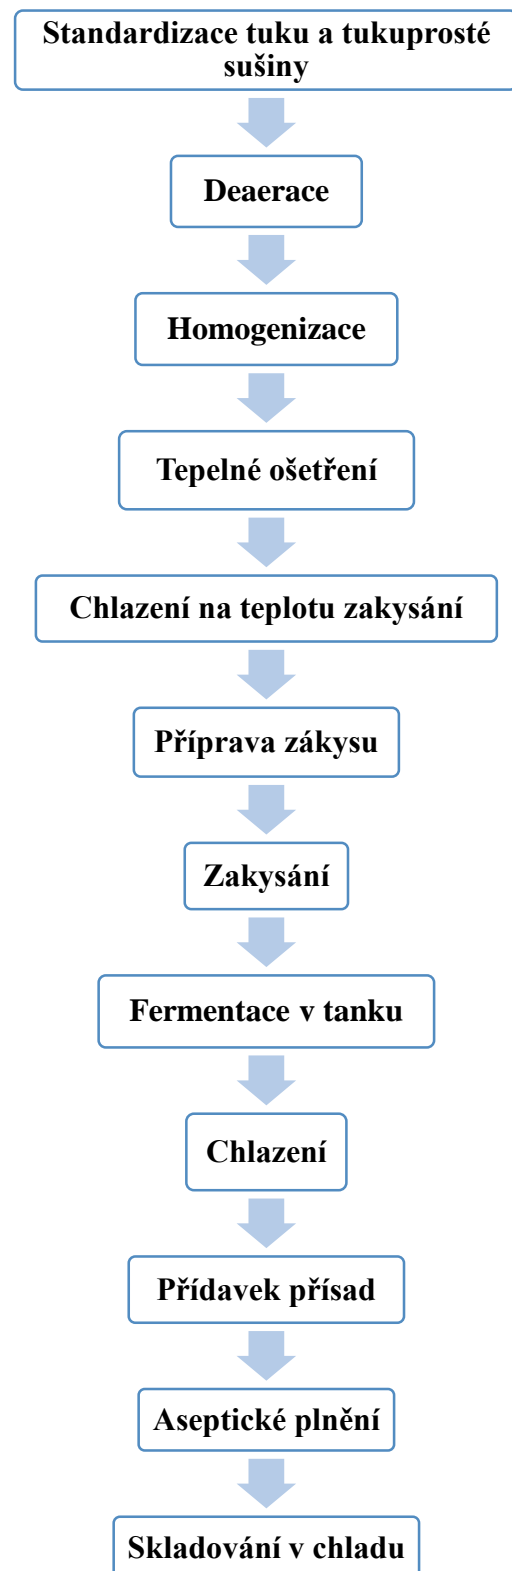 Standardizace tuku a tukuprosté
sušiny
Deaerace
Homogenizace
Tepelné ošetření
Chlazení na teplotu zakysání
Příprava zákysu
Zakysání
Fermentace v tanku
Chlazení
Přídavek přísad
Aseptické plnění
Skladování v chladu